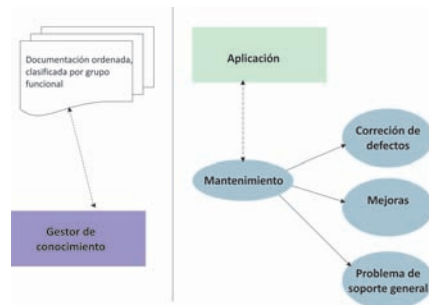 Documentación ordenada,
clasificada por grupo
funcional
Gestor de
conocimiento
Aplicación
Mantenimiento
Correción de
defectos
Mejoras
Problema de
soporte general